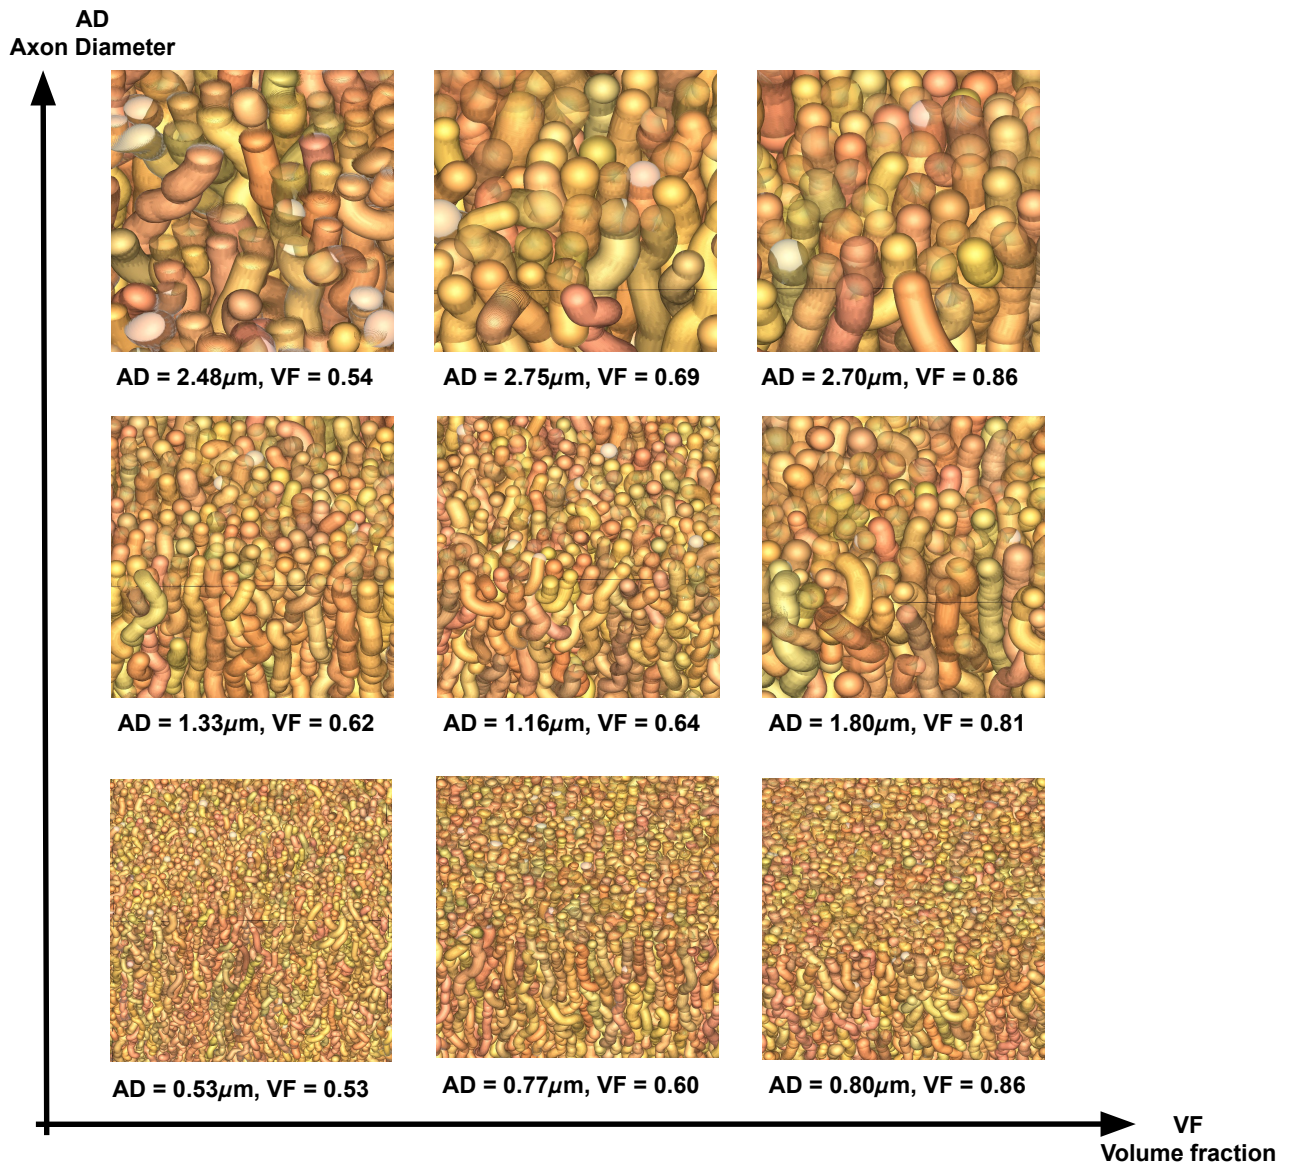 AD
Axon Diameter
AD = 2.48µm, VF = 0.54
AD = 2.75µm, VF = 0.69
AD = 2.70µm, VF = 0.86
AD = 1.33µm, VF = 0.62
AD = 1.16µm, VF = 0.64
AD = 1.80µm, VF = 0.81
AD = 0.53µm, VF = 0.53
AD = 0.77µm, VF = 0.60
AD = 0.80µm, VF = 0.86
VF
Volume fraction